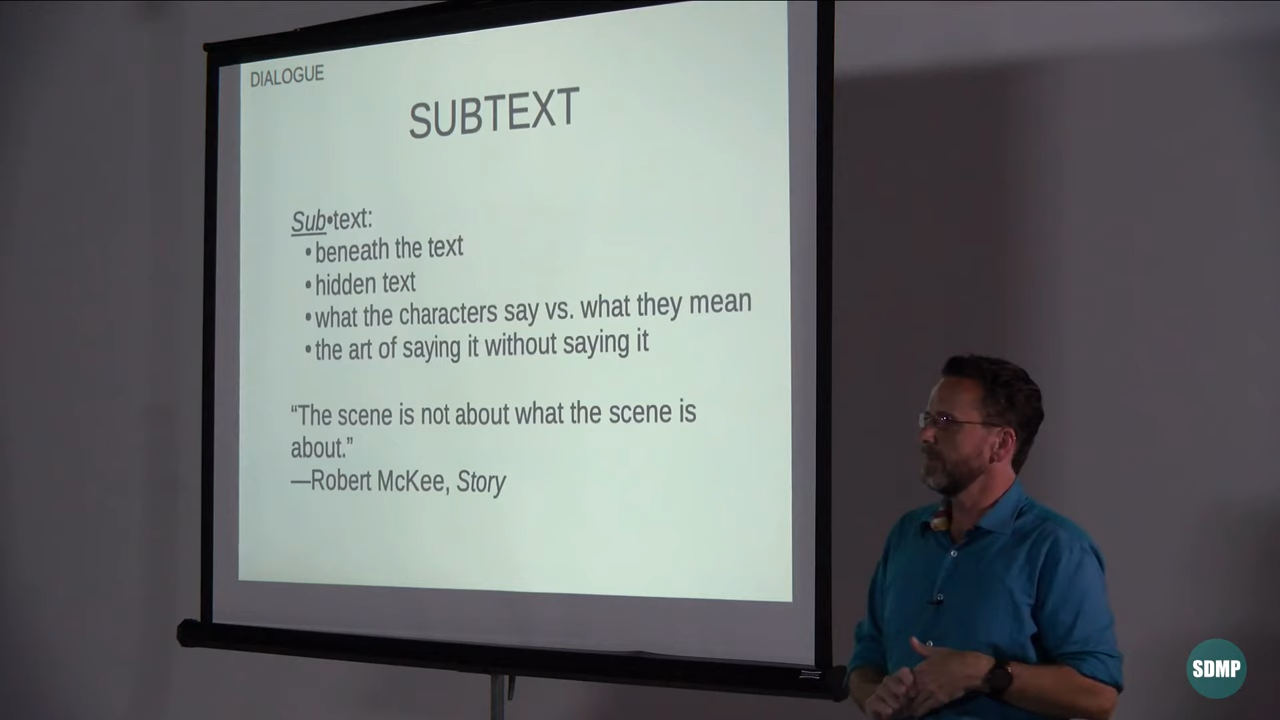 DIALOGUE
SUBTEXT
Sub•text:
•beneath the text
•hidden text
•what the characters say vs. what they mean
•the art of saying it without saying it
“The scene is not about what the scene is
about.”
—Robert McKee, Story
SDMP